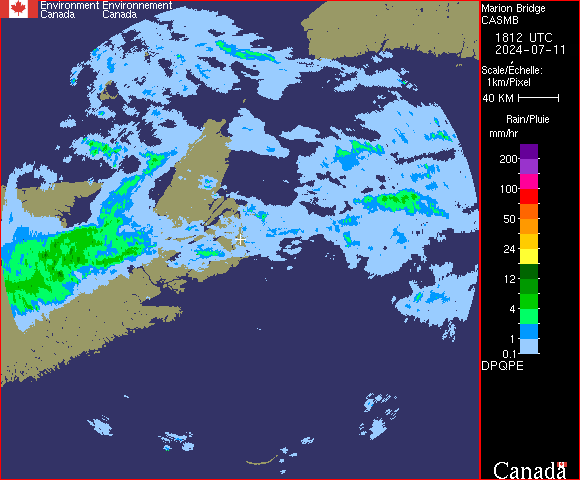 Environment Environnement
Canada Canada
Marion Bridge
CASMB
1812 UTC
2024-07-11
Scale/Échelle:
1km/Pixel
40 KM
Rain/Pluie
mm/hr
200
100
50
24
12
4
1
0.1
DPQPE
Canada